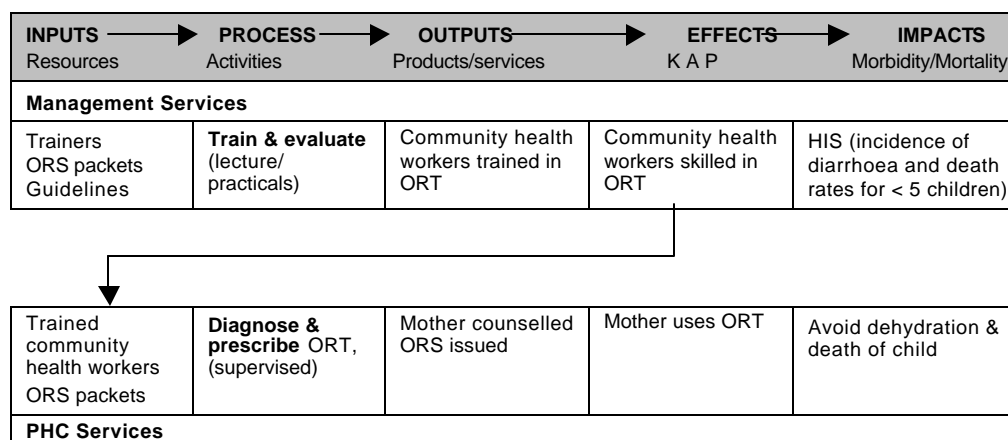 INPUTS PROCESS OUTPUTS EFFECTS IMPACTS
Resources Activities Products/services K A P Morbidity/Mortality
Management Services
Trainers
ORS packets
Guidelines
Train & evaluate
(lecture/
practicals)
Community health
workers trained in
ORT
Community health
workers skilled in
ORT
HIS (incidence of
diarrhoea and death
rates for < 5 children)
Trained
community
health workers
ORS packets
Diagnose &
prescribe ORT,
(supervised)
Mother counselled
ORS issued
Mother uses ORT
Avoid dehydration &
death of child
PHC Services